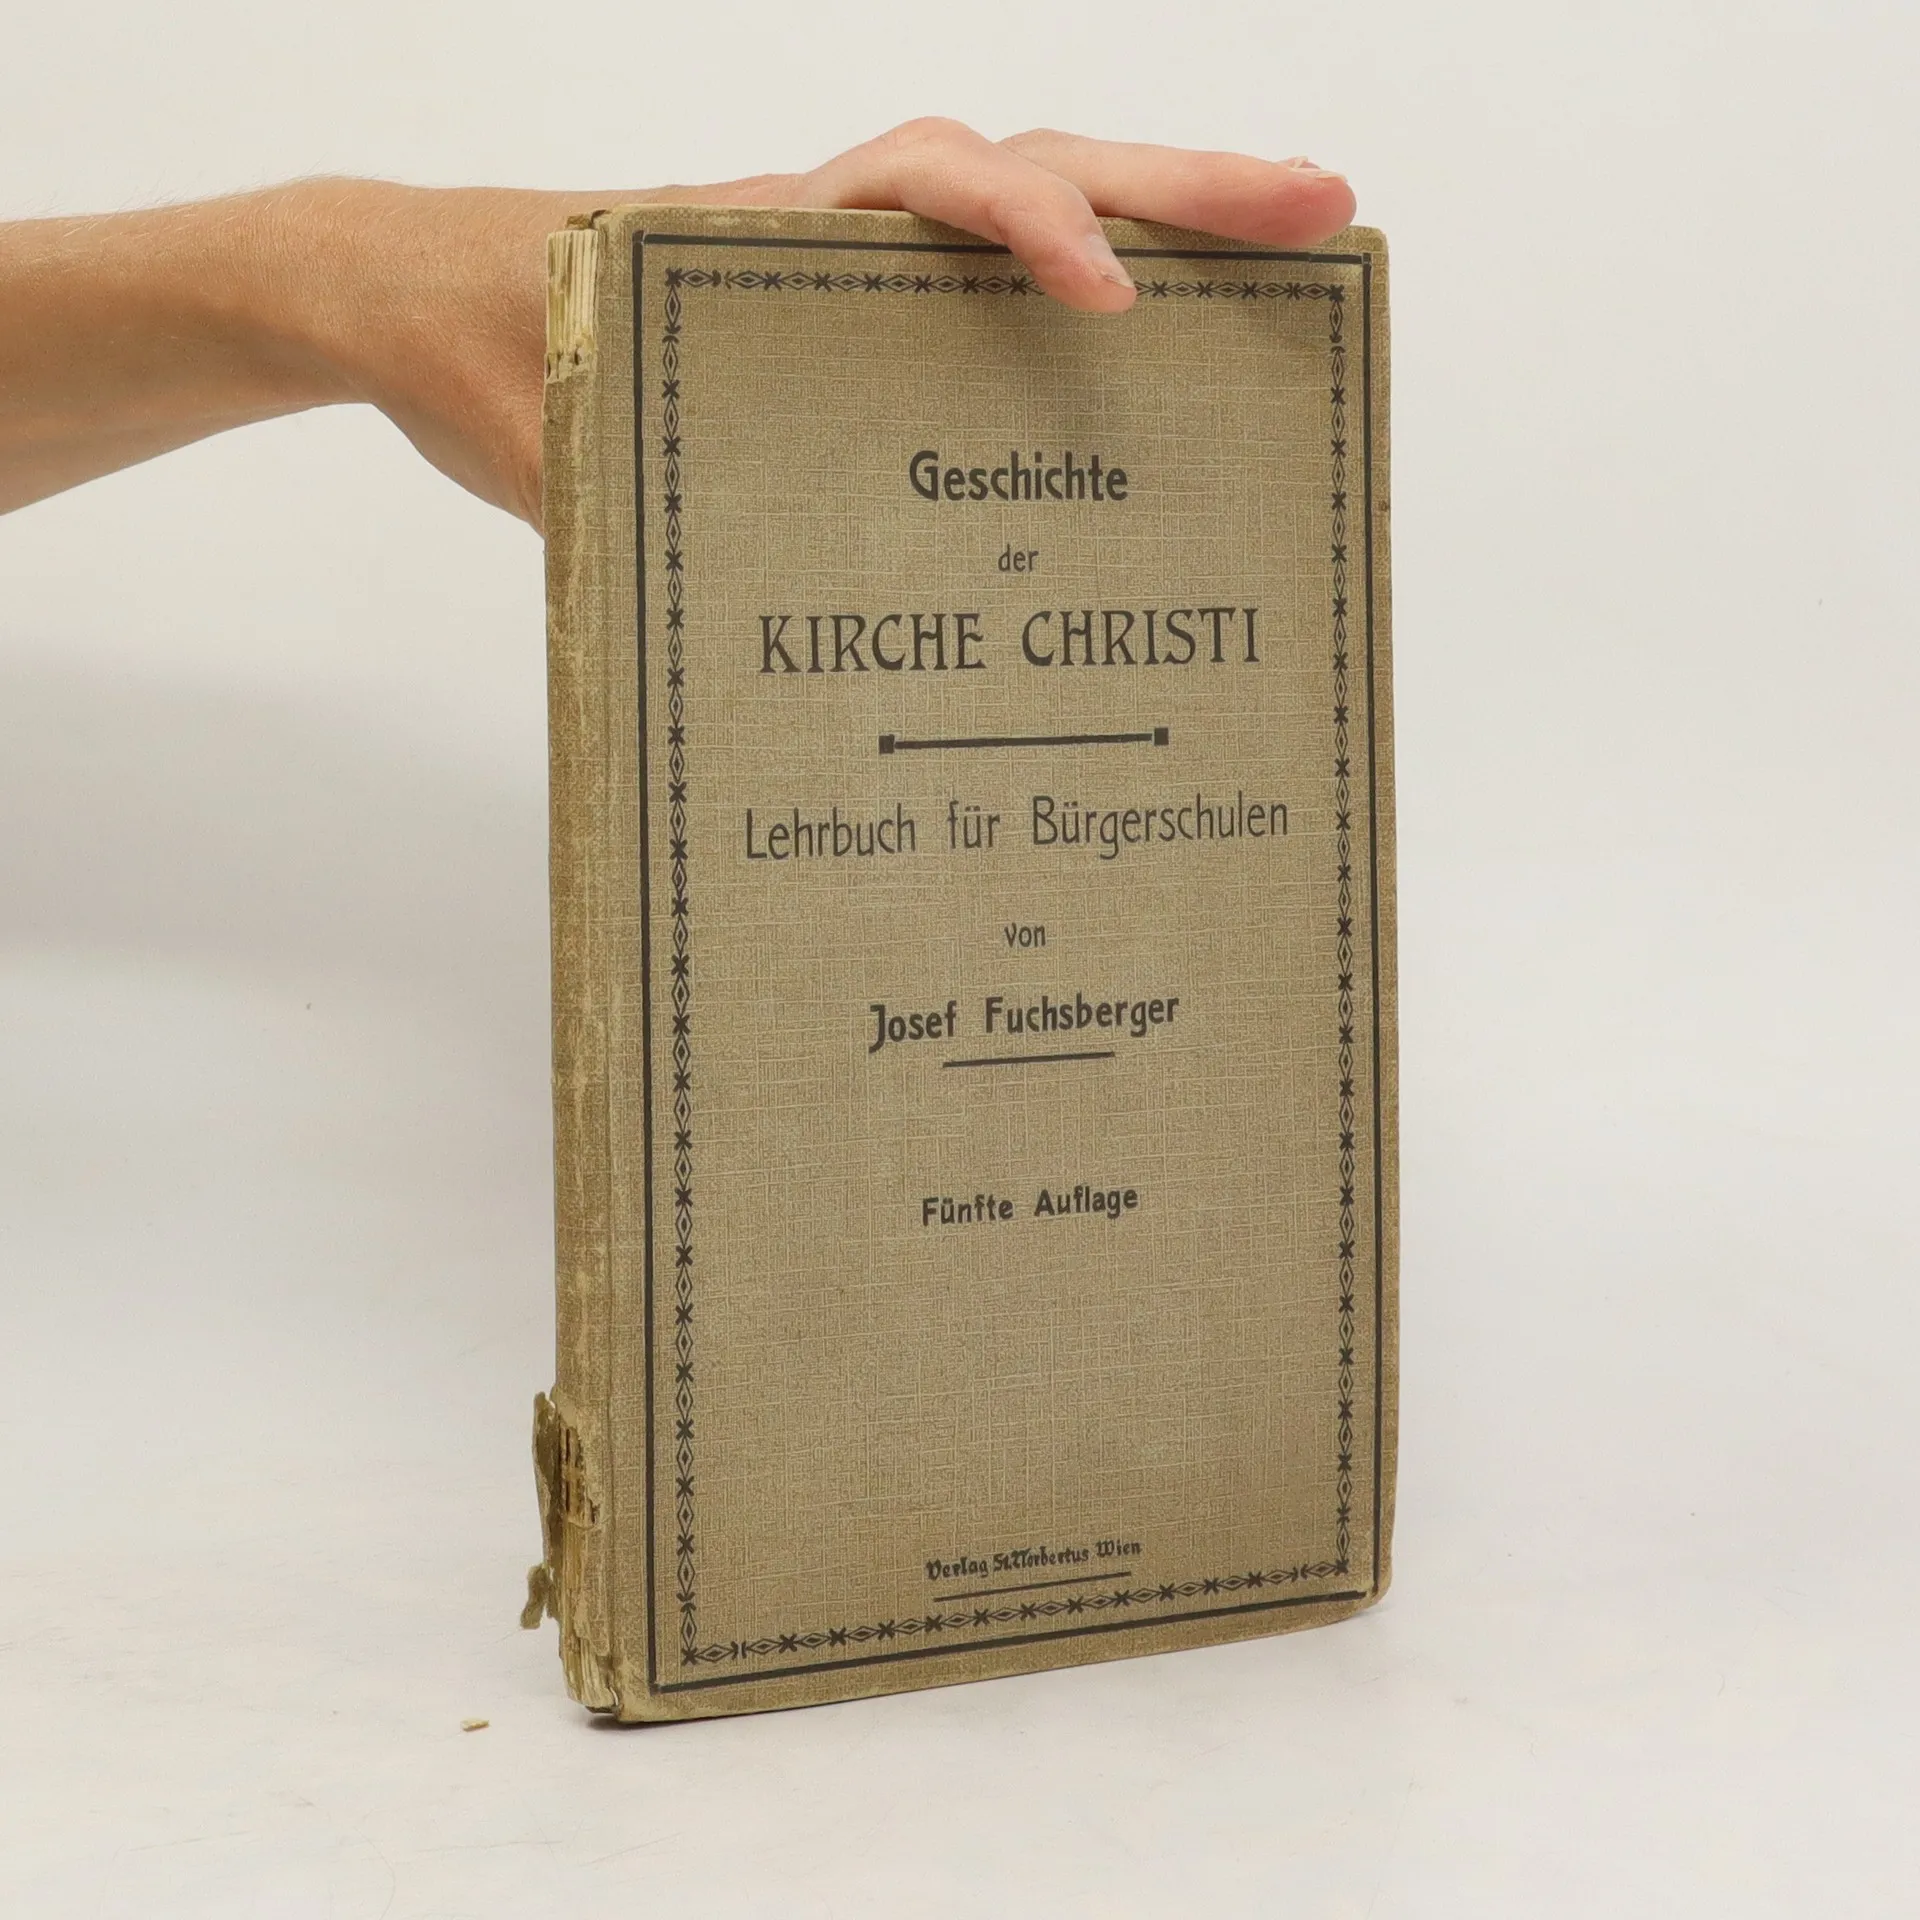 Geschichte
der
KIRCHE CHRISTI
Lehrbuch für Bürgerschulen
von
Josef Fuchsberger
Fünfte Auflage
Verlag St. Norbertus Wien